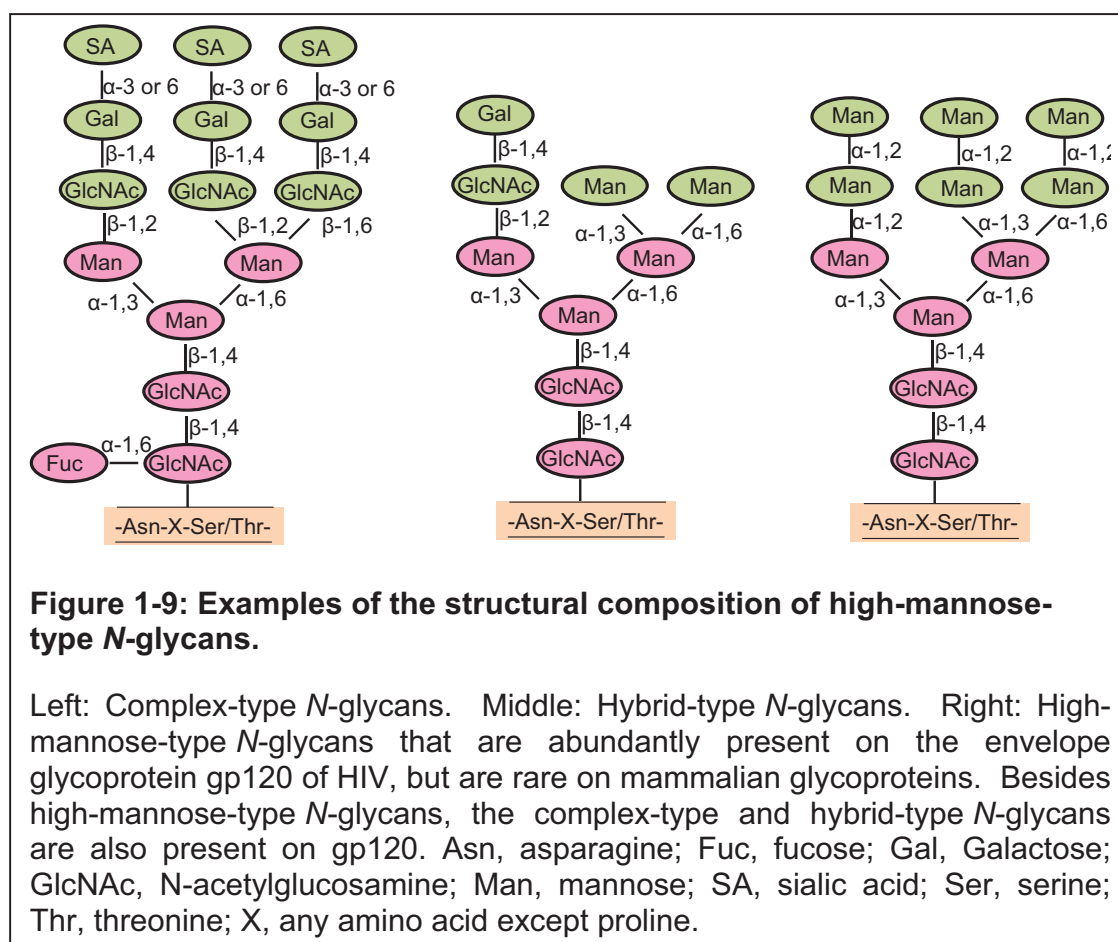 SA SA SA
α-3 or 6 α-3 or 6 α-3 or 6
Gal Gal Gal Gal Man Man Man
β-1,4 β-1,4 β-1,4 β-1,4 α-1,2 α-1,2 α-1,2
GlcNAc GlcNAc GlcNAc GlcNAc Man Man Man Man Man
β-1,2 β-1,2 β-1,6 β-1,2 α-1,3 α-1,6 α-1,2 α-1,3 α-1,6
Man Man Man Man Man Man
α-1,3 α-1,6 α-1,3 α-1,6 α-1,3 α-1,6
Man Man Man
β-1,4 β-1,4 β-1,4
GlcNAc GlcNAc GlcNAc
β-1,4 β-1,4 β-1,4
Fuc α-1,6 GlcNAc GlcNAc GlcNAc
-Asn-X-Ser/Thr- -Asn-X-Ser/Thr- -Asn-X-Ser/Thr-
Figure 1-9: Examples of the structural composition of high-mannose-
type N-glycans.
Left: Complex-type N-glycans. Middle: Hybrid-type N-glycans. Right: High-
mannose-type N-glycans that are abundantly present on the envelope
glycoprotein gp120 of HIV, but are rare on mammalian glycoproteins. Besides
high-mannose-type N-glycans, the complex-type and hybrid-type N-glycans
are also present on gp120. Asn, asparagine; Fuc, fucose; Gal, Galactose;
GlcNAc, N-acetylglucosamine; Man, mannose; SA, sialic acid; Ser, serine;
Thr, threonine; X, any amino acid except proline.